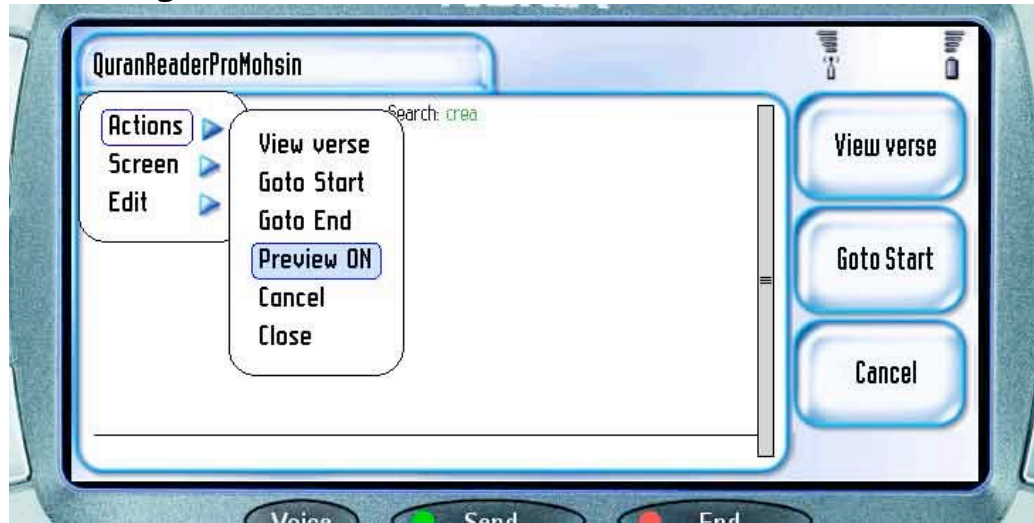 QuranReaderProMohsin
Search: crea
Actions
Screen
Edit
View verse
Goto Start
Goto End
Preview ON
Cancel
Close
View verse
Goto Start
Cancel
Voice
Send
End